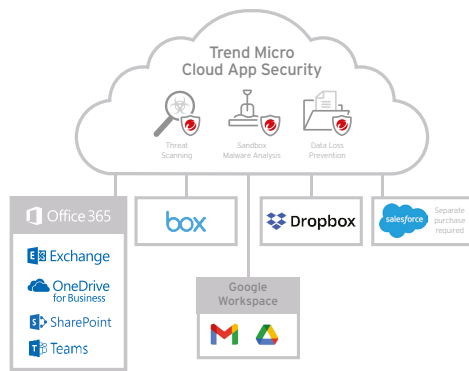 Trend Micro
Cloud App Security
Threat
Scanning
Sandbox
Malware Analysis
Data Loss
Prevention
Office 365
Exchange
OneDrive
for Business
SharePoint
Teams
box
Dropbox
salesforce
Separate
purchase
required
Google
Workspace